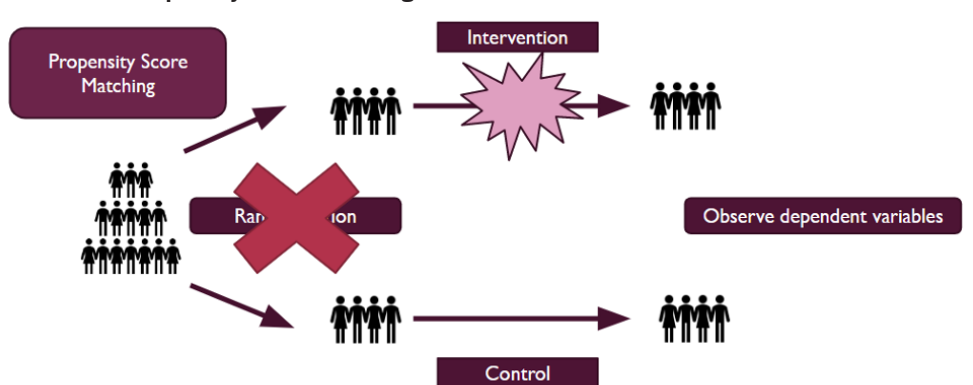 Intervention
Propensity Score
Matching
Observe dependent variables
Control